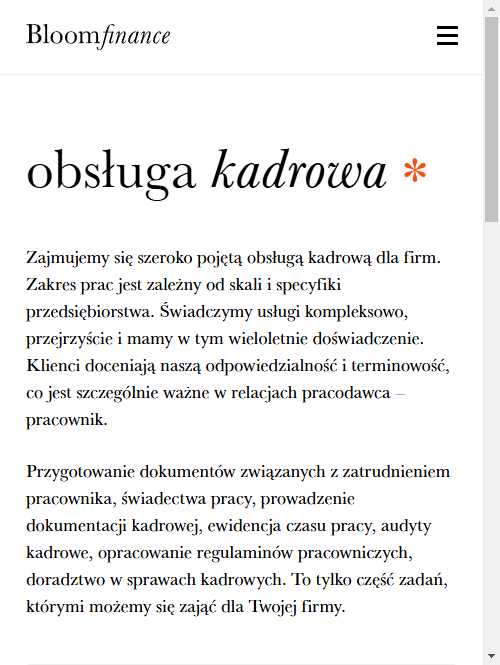 Bloomfinance
obsługa kadrowa *
Zajmujemy się szeroko pojętą obsługą kadrową dla firm.
Zakres prac jest zależny od skali i specyfiki
przedsiębiorstwa. Świadczymy usługi kompleksowo,
przejrzyście i mamy w tym wieloletnie doświadczenie.
Klienci doceniają naszą odpowiedzialność i terminowość,
co jest szczególnie ważne w relacjach pracodawca –
pracownik.
Przygotowanie dokumentów związanych z zatrudnieniem
pracownika, świadectwa pracy, prowadzenie
dokumentacji kadrowej, ewidencja czasu pracy, audyty
kadrowe, opracowanie regulaminów pracowniczych,
doradztwo w sprawach kadrowych. To tylko część zadań,
którymi możemy się zająć dla Twojej firmy.